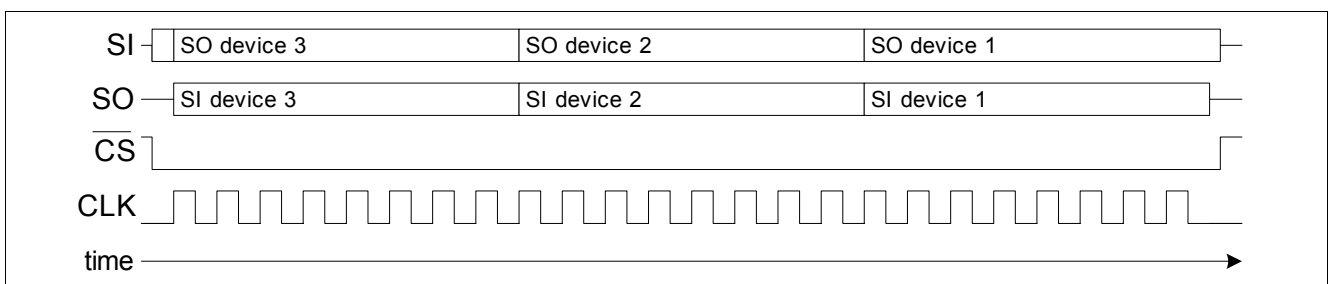 SI SO device 3 SO device 2 SO device 1
SO SI device 3 SI device 2 SI device 1
CS
CLK
time